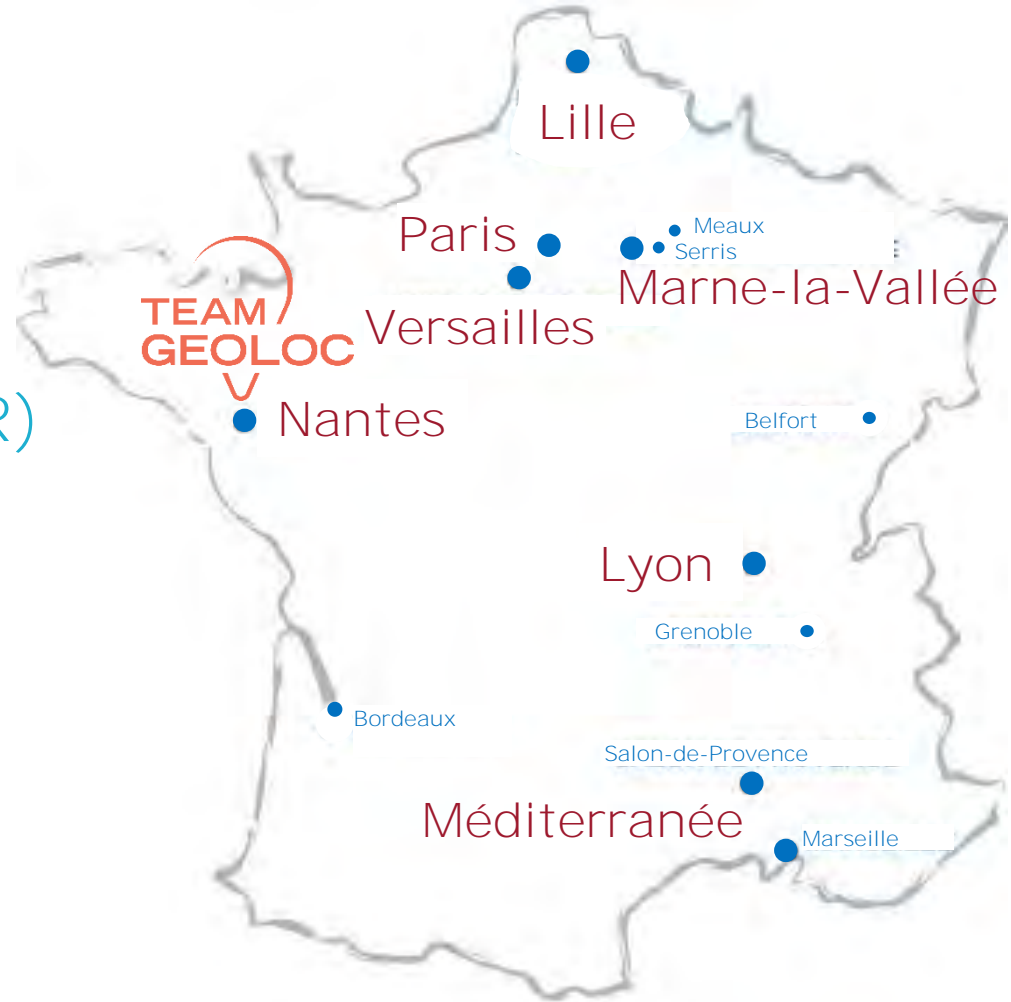 Lille
Paris
Meaux
Serris
Marne-la-Vallée
TEAM
GEOLOC
Versailles
R)
Nantes
Belfort
Lyon
Grenoble
Bordeaux
Salon-de-Provence
Méditerranée
Marseille